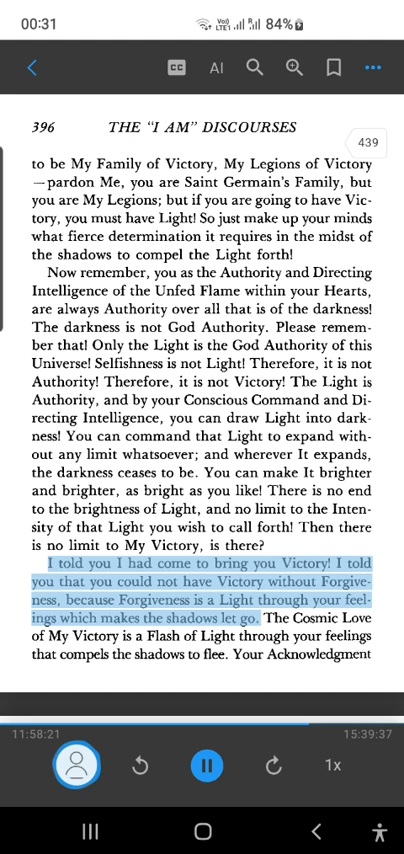 00:31
Vo)) LTE1 R 84%
CC AI
396 THE "I AM" DISCOURSES
439
to be My Family of Victory, My Legions of Victory
—pardon Me, you are Saint Germain's Family, but
you are My Legions; but if you are going to have Vic-
tory, you must have Light! So just make up your minds
what fierce determination it requires in the midst of
the shadows to compel the Light forth!
Now remember, you as the Authority and Directing
Intelligence of the Unfed Flame within your Hearts,
are always Authority over all that is of the darkness!
The darkness is not God Authority. Please remem-
ber that! Only the Light is the God Authority of this
Universe! Selfishness is not Light! Therefore, it is not
Authority! Therefore, it is not Victory! The Light is
Authority, and by your Conscious Command and Di-
recting Intelligence, you can draw Light into dark-
ness! You can command that Light to expand with-
out any limit whatsoever; and wherever It expands,
the darkness ceases to be. You can make It brighter
and brighter, as bright as you like! There is no end
to the brightness of Light, and no limit to the Inten-
sity of that Light you wish to call forth! Then there
is no limit to My Victory, is there?
I told you I had come to bring you Victory! I told
you that you could not have Victory without Forgive-
ness, because Forgiveness is a Light through your feel-
ings which makes the shadows let go. The Cosmic Love
of My Victory is a Flash of Light through your feelings
that compels the shadows to flee. Your Acknowledgment
11:58:21 15:39:37
1x